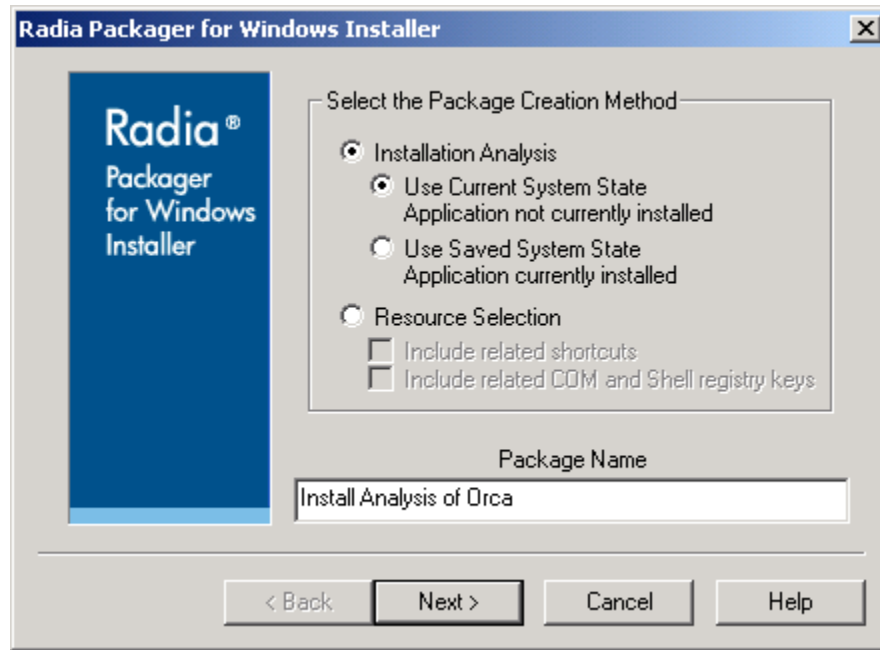 Radia Packager for Windows Installer
Radia ®
Packager
for Windows
Installer
Select the Package Creation Method
Installation Analysis
Use Current System State
Application not currently installed
Use Saved System State
Application currently installed
Resource Selection
Include related shortcuts
Include related COM and Shell registry keys
Package Name
Install Analysis of Orca
< Back
Next >
Cancel
Help